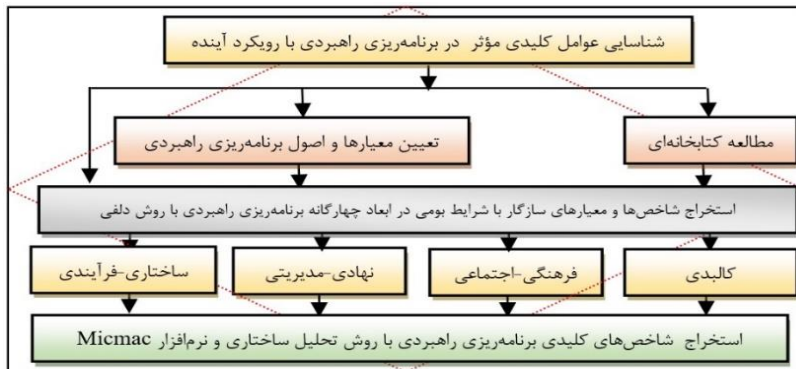 شناسایی عوامل کلیدی مؤثر در برنامه‌ریزی راهبردی با رویکرد آینده
مطالعه کتابخانه‌ای
تعیین معیارها و اصول برنامه‌ریزی راهبردی
استخراج شاخص‌ها و معیارهای سازگار با شرایط بومی در ابعاد چهارگانه برنامه‌ریزی راهبردی با روش دلفی
کالبدی
فرهنگی-اجتماعی
نهادی-مدیریتی
ساختاری-فرآیندی
استخراج شاخص‌های کلیدی برنامه‌ریزی راهبردی با روش تحلیل ساختاری و نرم‌افزار Micmac